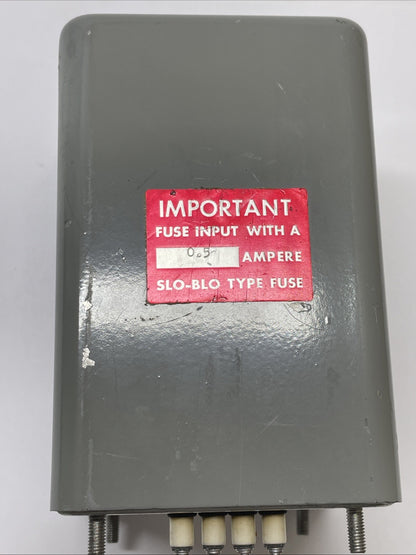 IMPORTANT
FUSE INPUT WITH A
0.5 AMPERE
SLO-BLO TYPE FUSE